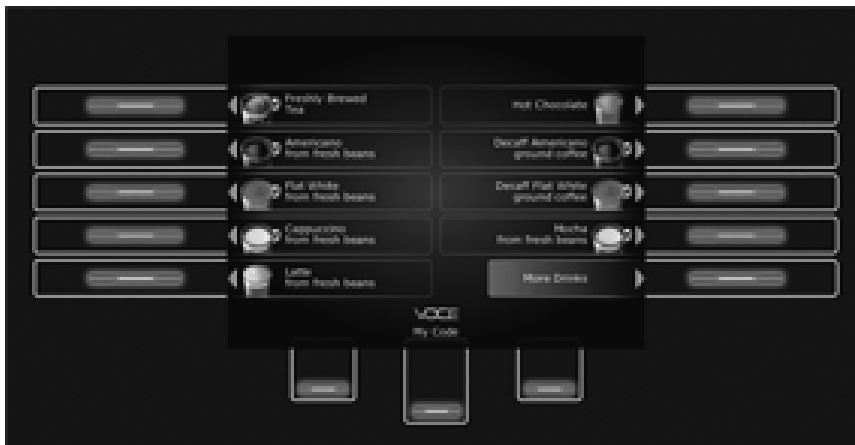 Freshly Brewed
Tea
Americano
from fresh beans
Flat White
from fresh beans
Cappuccino
from fresh beans
Latte
from fresh beans
Hot Chocolate
Decaff Americano
ground coffee
Decaff Flat White
ground coffee
Mocha
from fresh beans
More Drinks
VOCE
My Code